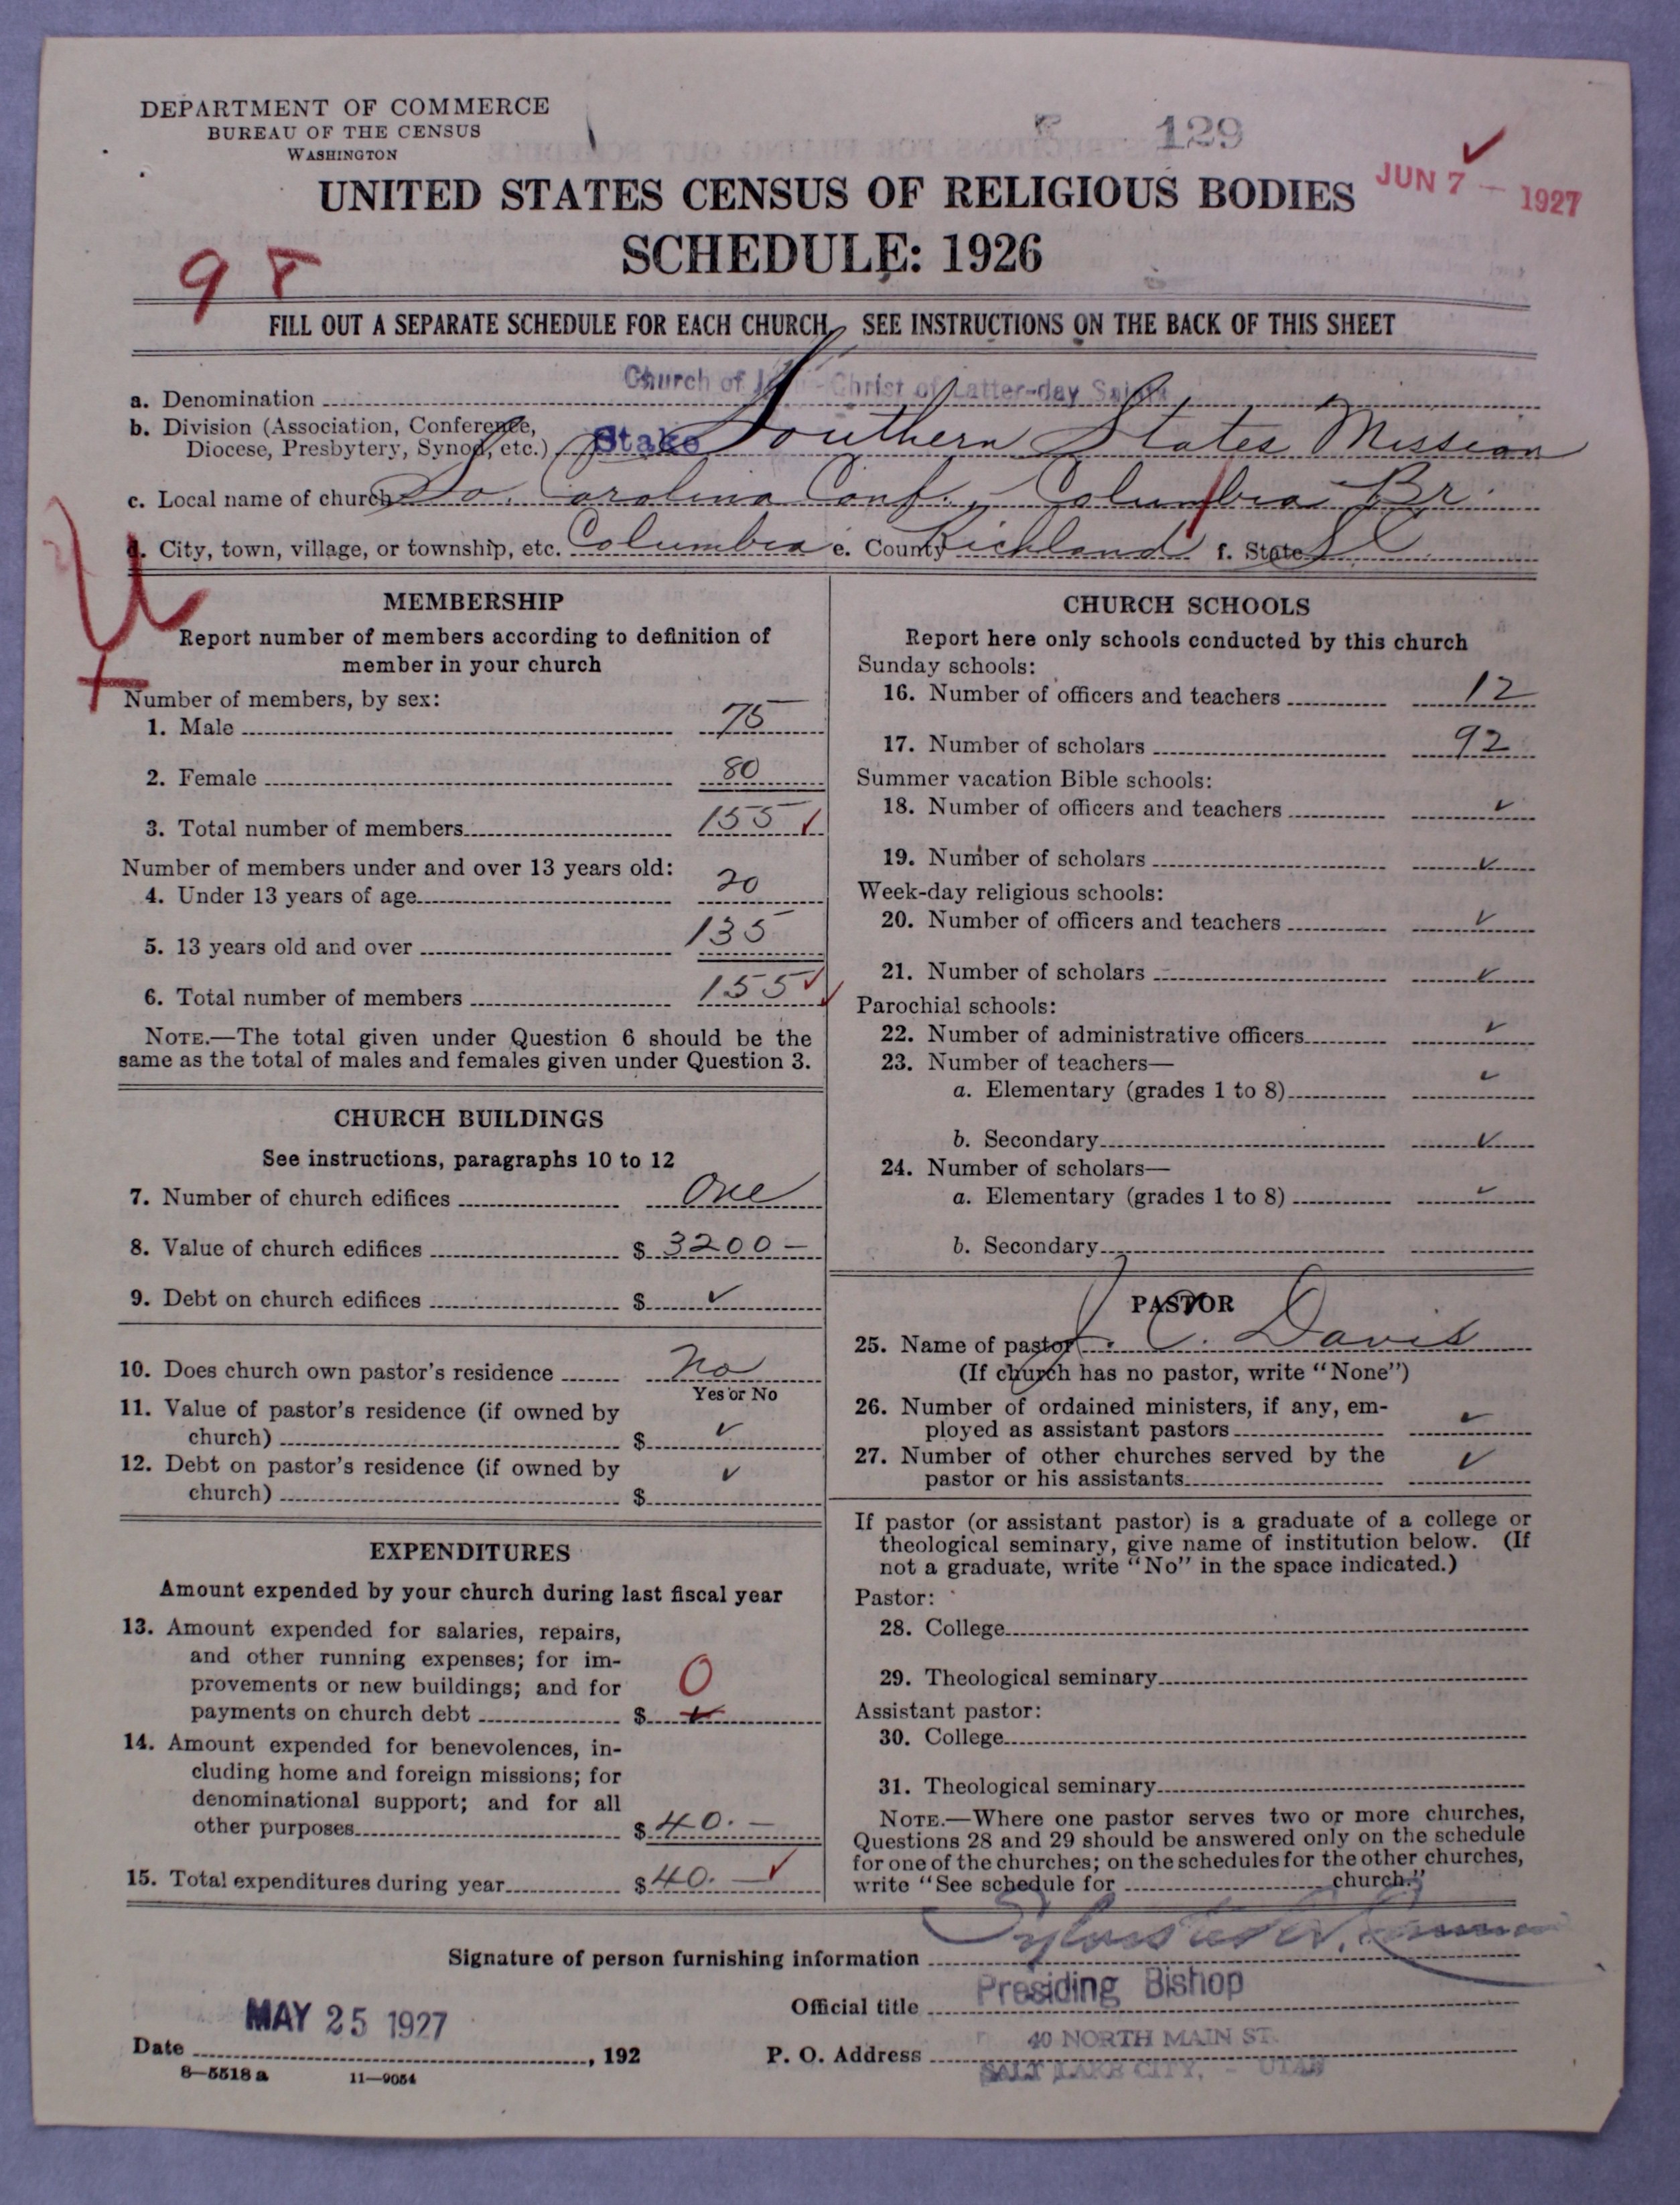 DEPARTMENT OF COMMERCE
BUREAU OF THE CENSUS
WASHINGTON
129
JUN 7 - 1927
UNITED STATES CENSUS OF RELIGIOUS BODIES
SCHEDULE: 1926
98
FILL OUT A SEPARATE SCHEDULE FOR EACH CHURCH SEE INSTRUCTIONS ON THE BACK OF THIS SHEET
a. Denomination Church of Christ of Latter-day Saints
b. Division (Association, Conference,
Diocese, Presbytery, Synod, etc.) Stake Southern States Mission
c. Local name of church So. Carolina Conf., - Columbia Br.
d. City, town, village, or township, etc. Columbia e. County Richland f. State S.C.
MEMBERSHIP
Report number of members according to definition of
member in your church
Number of members, by sex:
1. Male 75
2. Female 80
3. Total number of members 155 ✓
Number of members under and over 13 years old:
4. Under 13 years of age 20
5. 13 years old and over 135
6. Total number of members 155 ✓
NOTE.—The total given under Question 6 should be the
same as the total of males and females given under Question 3.
CHURCH BUILDINGS
See instructions, paragraphs 10 to 12
7. Number of church edifices One
8. Value of church edifices $ 3200 -
9. Debt on church edifices $ ✓
10. Does church own pastor's residence No
Yes or No
11. Value of pastor's residence (if owned by
church) $ ✓
12. Debt on pastor's residence (if owned by
church) $ ✓
EXPENDITURES
Amount expended by your church during last fiscal year
13. Amount expended for salaries, repairs,
and other running expenses; for im-
provements or new buildings; and for
payments on church debt $ 0
14. Amount expended for benevolences, in-
cluding home and foreign missions; for
denominational support; and for all
other purposes $ 40. -
15. Total expenditures during year $ 40. - ✓
CHURCH SCHOOLS
Report here only schools conducted by this church
Sunday schools:
16. Number of officers and teachers 12
17. Number of scholars 92
Summer vacation Bible schools:
18. Number of officers and teachers ✓
19. Number of scholars ✓
Week-day religious schools:
20. Number of officers and teachers ✓
21. Number of scholars ✓
Parochial schools:
22. Number of administrative officers ✓
23. Number of teachers—
a. Elementary (grades 1 to 8) ✓
b. Secondary ✓
24. Number of scholars—
a. Elementary (grades 1 to 8) ✓
b. Secondary
PASTOR
25. Name of pastor J. C. Davis
(If church has no pastor, write "None")
26. Number of ordained ministers, if any, em-
ployed as assistant pastors ✓
27. Number of other churches served by the
pastor or his assistants ✓
If pastor (or assistant pastor) is a graduate of a college or
theological seminary, give name of institution below. (If
not a graduate, write "No" in the space indicated.)
Pastor:
28. College
29. Theological seminary
Assistant pastor:
30. College
31. Theological seminary
NOTE.—Where one pastor serves two or more churches,
Questions 28 and 29 should be answered only on the schedule
for one of the churches; on the schedules for the other churches,
write "See schedule for church."
Signature of person furnishing information
Official title Presiding Bishop
MAY 25 1927
Date , 192
P. O. Address 40 NORTH MAIN ST.
SALT LAKE CITY, - UTAH
8—5518 a 11—9054